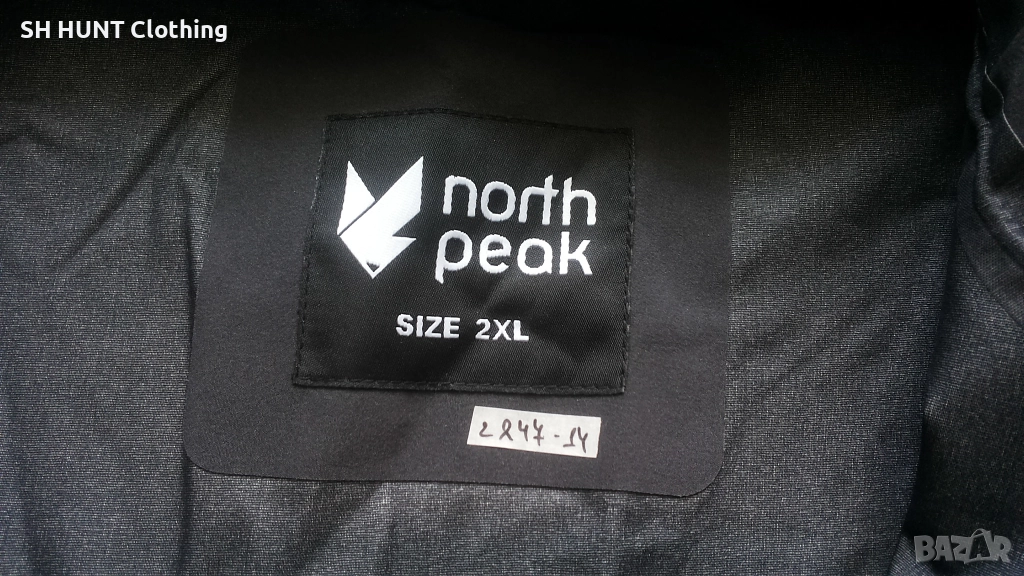 SH HUNT Clothing
north
peak
SIZE 2XL
2847-14
BAZAR